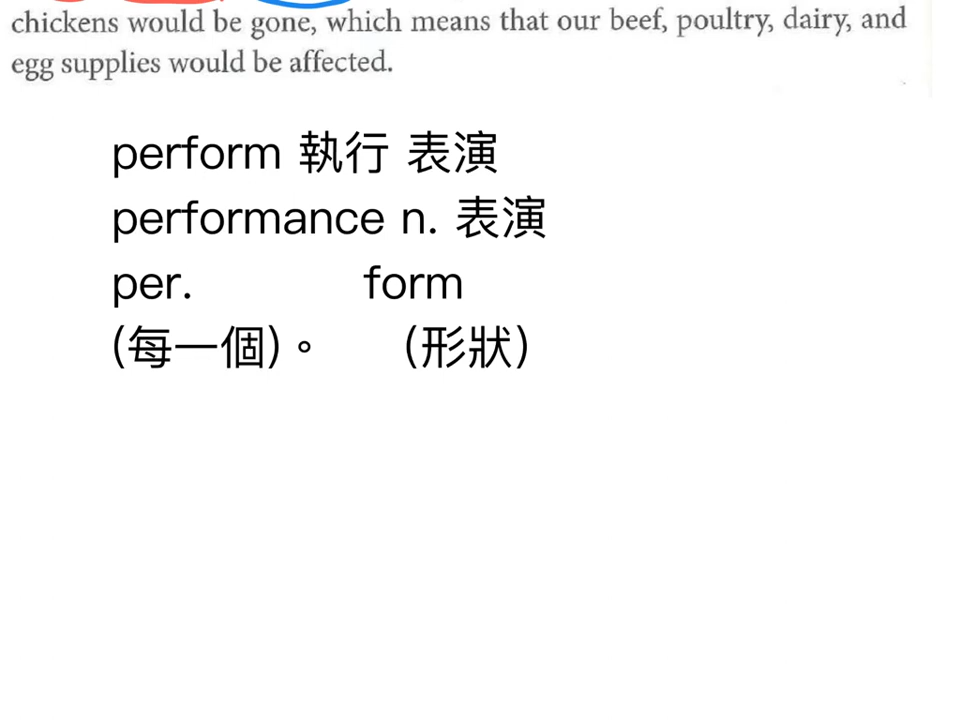 chickens would be gone, which means that our beef, poultry, dairy, and
egg supplies would be affected.
perform 執行 表演
performance n. 表演
per. form
(每一個)。 (形狀)